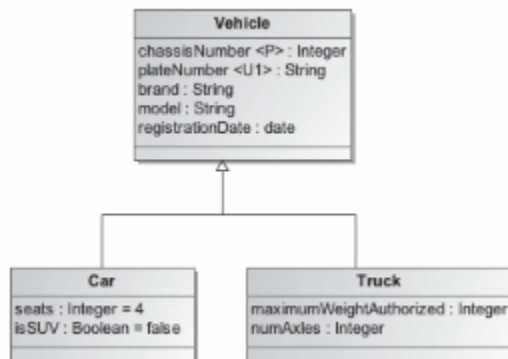 Vehicle
chassisNumber <P> : Integer
plateNumber <U1> : String
brand : String
model : String
registrationDate : date
Car
seats : Integer = 4
isSUV : Boolean = false
Truck
maximumWeightAuthorized : Integer
numAxles : Integer